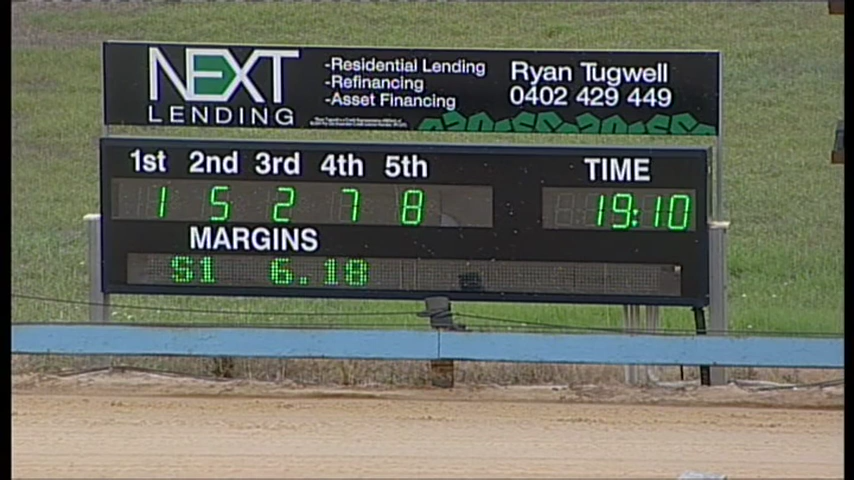 NEXT
LENDING
-Residential Lending
-Refinancing
-Asset Financing
Ryan Tugwell
0402 429 449
1st 2nd 3rd 4th 5th TIME
1 5 2 7 8 19:10
MARGINS
S1 6.18